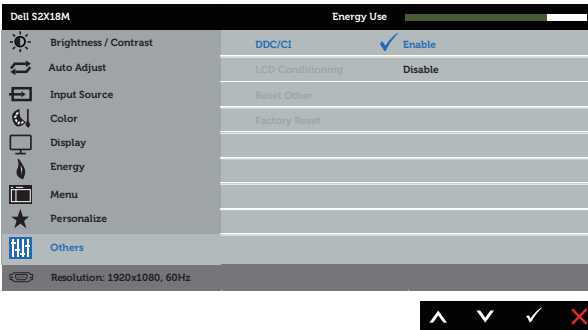 Dell S2X18M Energy Use
Brightness / Contrast DDC/CI Enable
Auto Adjust LCD Conditioning Disable
Input Source Reset Other
Color Factory Reset
Display
Energy
Menu
Personalize
Others
Resolution: 1920x1080, 60Hz